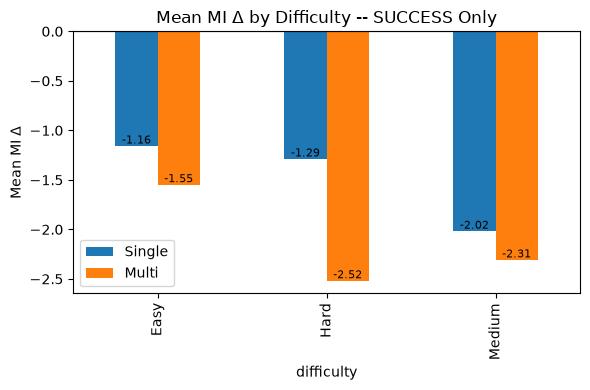 Mean MI Δ by Difficulty -- SUCCESS Only
0.0
−0.5
−1.0
−1.5
−2.0
−2.5
Mean MI Δ
-1.16
-1.55
-1.29
-2.52
-2.02
-2.31
Single
Multi
Easy
Hard
Medium
difficulty